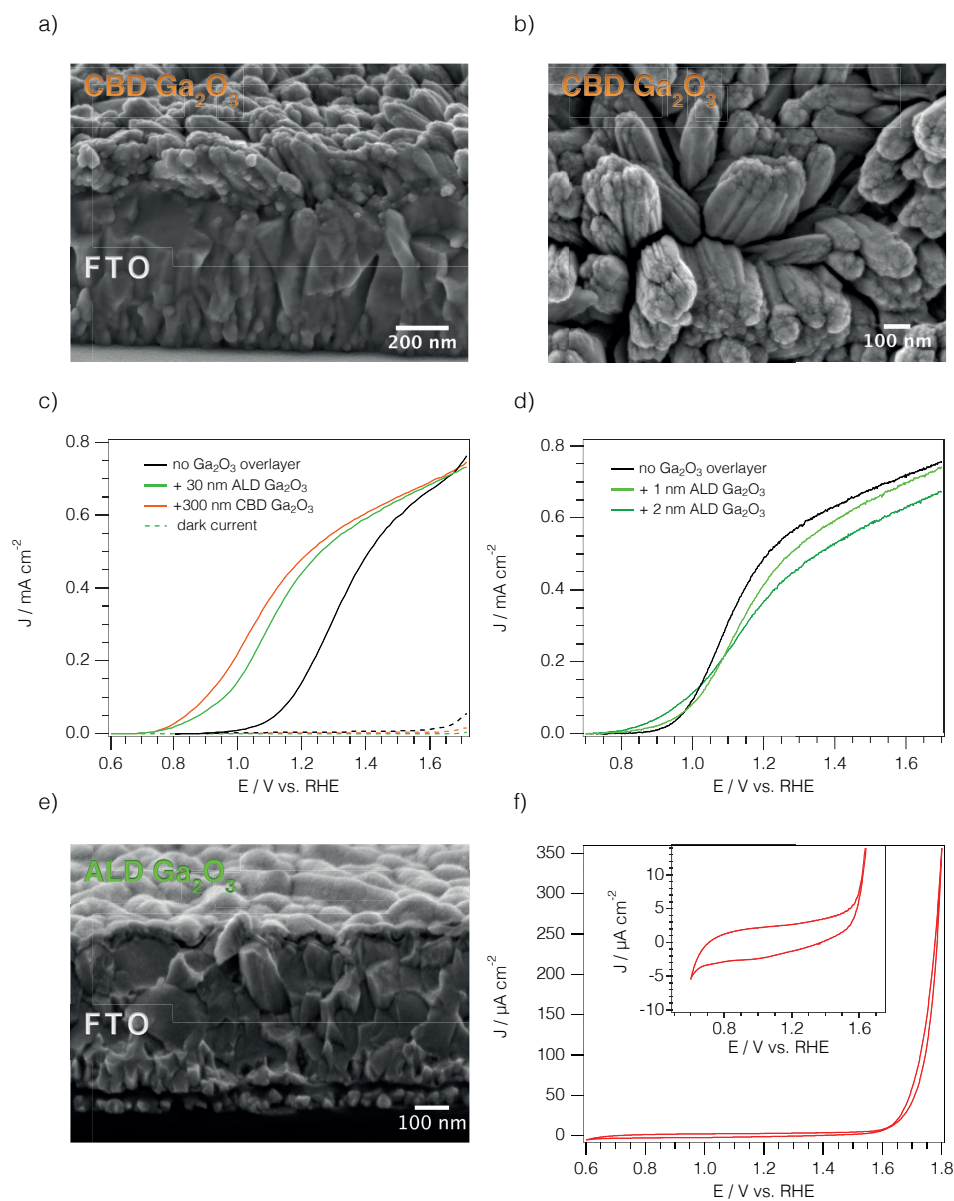 a)
CBD Ga₂O₃
FTO
200 nm
b)
CBD Ga₂O₃
100 nm
c)
0.8
0.6
0.4
0.2
0.0
J / mA cm⁻²
no Ga₂O₃ overlayer
+ 30 nm ALD Ga₂O₃
+300 nm CBD Ga₂O₃
dark current
0.6 0.8 1.0 1.2 1.4 1.6
E / V vs. RHE
d)
0.8
0.6
0.4
0.2
0.0
J / mA cm⁻²
no Ga₂O₃ overlayer
+ 1 nm ALD Ga₂O₃
+ 2 nm ALD Ga₂O₃
0.8 1.0 1.2 1.4 1.6
E / V vs. RHE
e)
ALD Ga₂O₃
FTO
100 nm
f)
350
300
250
200
150
100
50
0
J / µA cm⁻²
10
5
0
-5
-10
J / µA cm⁻²
0.8 1.2 1.6
E / V vs. RHE
0.6 0.8 1.0 1.2 1.4 1.6 1.8
E / V vs. RHE